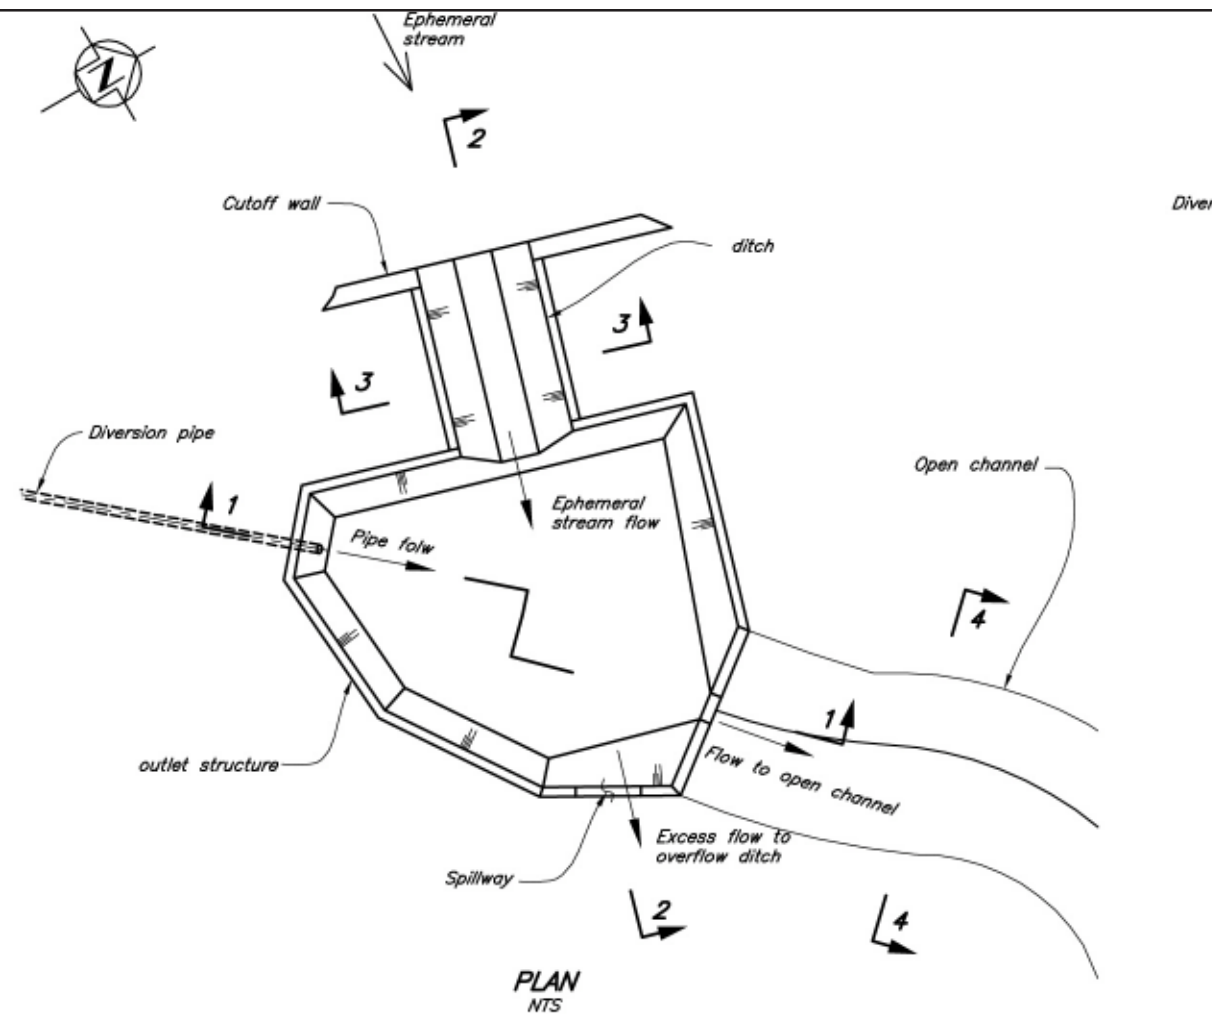 Ephemeral
stream
N
2
Cutoff wall
Diver
ditch
3
3
Diversion pipe
Open channel
1
Ephemeral
stream flow
Pipe folw
4
1
outlet structure
Flow to open channel
Excess flow to
overflow ditch
Spillway
2
4
PLAN
NTS